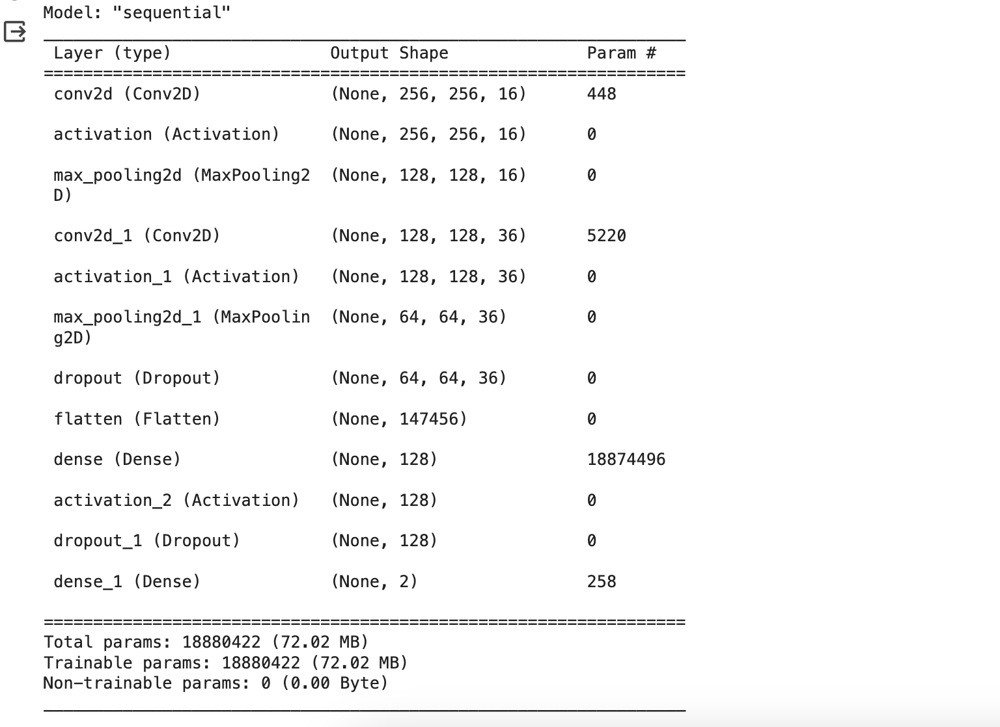 Model: "sequential"
Layer (type) Output Shape Param #
=================================================================
conv2d (Conv2D) (None, 256, 256, 16) 448
activation (Activation) (None, 256, 256, 16) 0
max_pooling2d (MaxPooling2 (None, 128, 128, 16) 0
D)
conv2d_1 (Conv2D) (None, 128, 128, 36) 5220
activation_1 (Activation) (None, 128, 128, 36) 0
max_pooling2d_1 (MaxPoolin (None, 64, 64, 36) 0
g2D)
dropout (Dropout) (None, 64, 64, 36) 0
flatten (Flatten) (None, 147456) 0
dense (Dense) (None, 128) 18874496
activation_2 (Activation) (None, 128) 0
dropout_1 (Dropout) (None, 128) 0
dense_1 (Dense) (None, 2) 258
=================================================================
Total params: 18880422 (72.02 MB)
Trainable params: 18880422 (72.02 MB)
Non-trainable params: 0 (0.00 Byte)